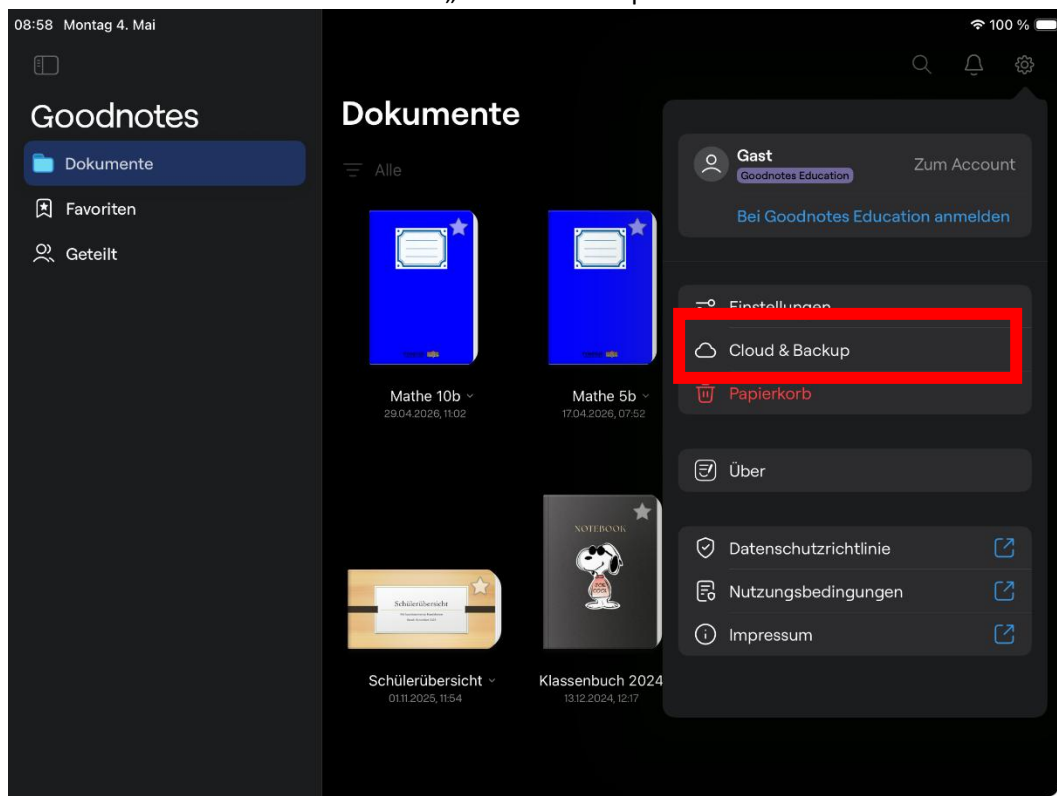 08:58 Montag 4. Mai
100 %
Goodnotes
Dokumente
Favoriten
Geteilt
Dokumente
Alle
Mathe 10b
29.04.2026, 11:02
Mathe 5b
17.04.2026, 07:52
NOTEBOOK
Schülerübersicht
Schülerübersicht
01.11.2025, 11:54
Klassenbuch 2024
13.12.2024, 12:17
Gast
Goodnotes Education
Zum Account
Bei Goodnotes Education anmelden
Einstellungen
Cloud & Backup
Papierkorb
Über
Datenschutzrichtlinie
Nutzungsbedingungen
Impressum